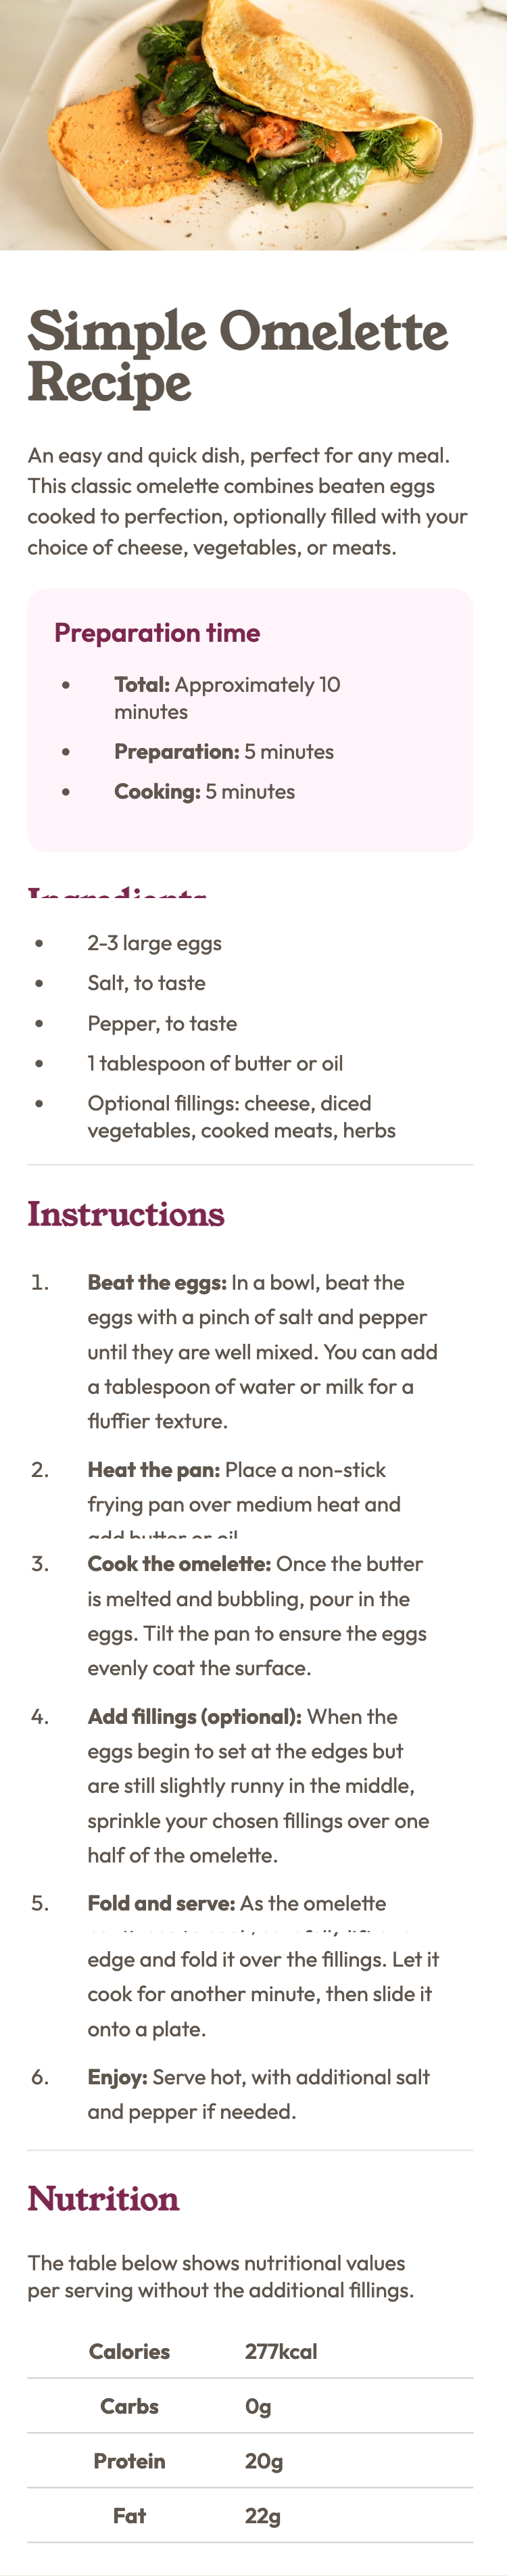 Simple Omelette
Recipe
An easy and quick dish, perfect for any meal.
This classic omelette combines beaten eggs
cooked to perfection, optionally filled with your
choice of cheese, vegetables, or meats.
Preparation time
• Total: Approximately 10
minutes
• Preparation: 5 minutes
• Cooking: 5 minutes
Ingredients
• 2-3 large eggs
• Salt, to taste
• Pepper, to taste
• 1 tablespoon of butter or oil
• Optional fillings: cheese, diced
vegetables, cooked meats, herbs
Instructions
1. Beat the eggs: In a bowl, beat the
eggs with a pinch of salt and pepper
until they are well mixed. You can add
a tablespoon of water or milk for a
fluffier texture.
2. Heat the pan: Place a non-stick
frying pan over medium heat and
add butter or oil
3. Cook the omelette: Once the butter
is melted and bubbling, pour in the
eggs. Tilt the pan to ensure the eggs
evenly coat the surface.
4. Add fillings (optional): When the
eggs begin to set at the edges but
are still slightly runny in the middle,
sprinkle your chosen fillings over one
half of the omelette.
5. Fold and serve: As the omelette
edge and fold it over the fillings. Let it
cook for another minute, then slide it
onto a plate.
6. Enjoy: Serve hot, with additional salt
and pepper if needed.
Nutrition
The table below shows nutritional values
per serving without the additional fillings.
Calories 277kcal
Carbs 0g
Protein 20g
Fat 22g